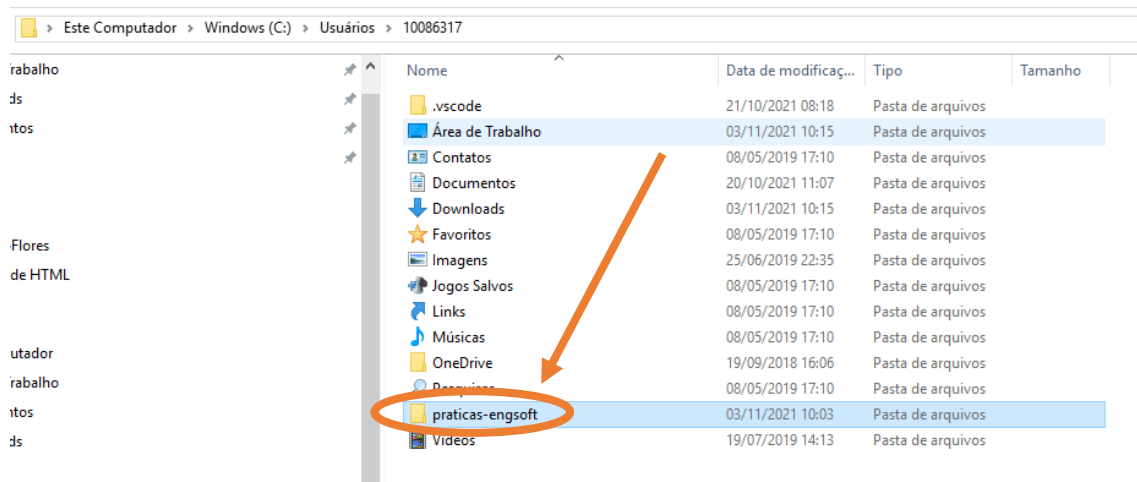 Este Computador > Windows (C:) > Usuários > 10086317
Nome Data de modificaç... Tipo Tamanho
.vscode 21/10/2021 08:18 Pasta de arquivos
Área de Trabalho 03/11/2021 10:15 Pasta de arquivos
Contatos 08/05/2019 17:10 Pasta de arquivos
Documentos 20/10/2021 11:07 Pasta de arquivos
Downloads 03/11/2021 10:15 Pasta de arquivos
Favoritos 08/05/2019 17:10 Pasta de arquivos
Imagens 25/06/2019 22:35 Pasta de arquivos
Jogos Salvos 08/05/2019 17:10 Pasta de arquivos
Links 08/05/2019 17:10 Pasta de arquivos
Músicas 08/05/2019 17:10 Pasta de arquivos
OneDrive 19/09/2018 16:06 Pasta de arquivos
Pesquisas 08/05/2019 17:10 Pasta de arquivos
praticas-engsoft 03/11/2021 10:03 Pasta de arquivos
Vídeos 19/07/2019 14:13 Pasta de arquivos
rabalho
ds
ntos
Flores
de HTML
utador
rabalho
ntos
ds